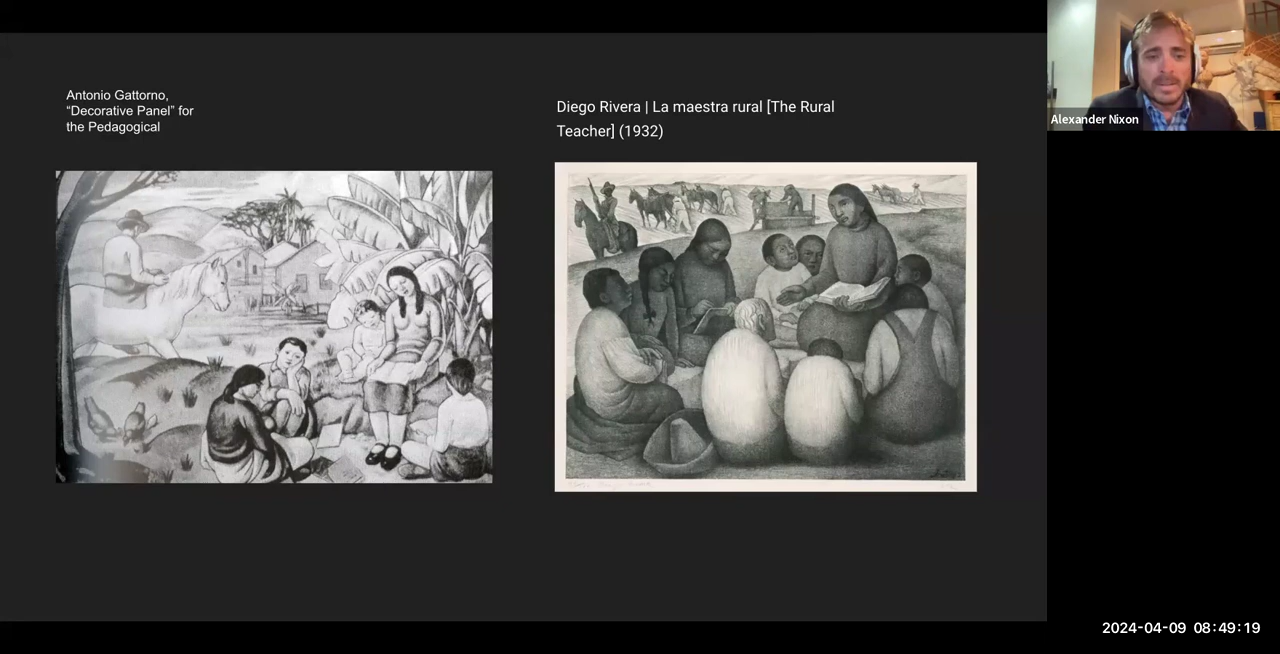 Antonio Gattorno,
“Decorative Panel” for
the Pedagogical
Diego Rivera | La maestra rural [The Rural
Teacher] (1932)
Alexander Nixon
2024-04-09 08:49:19